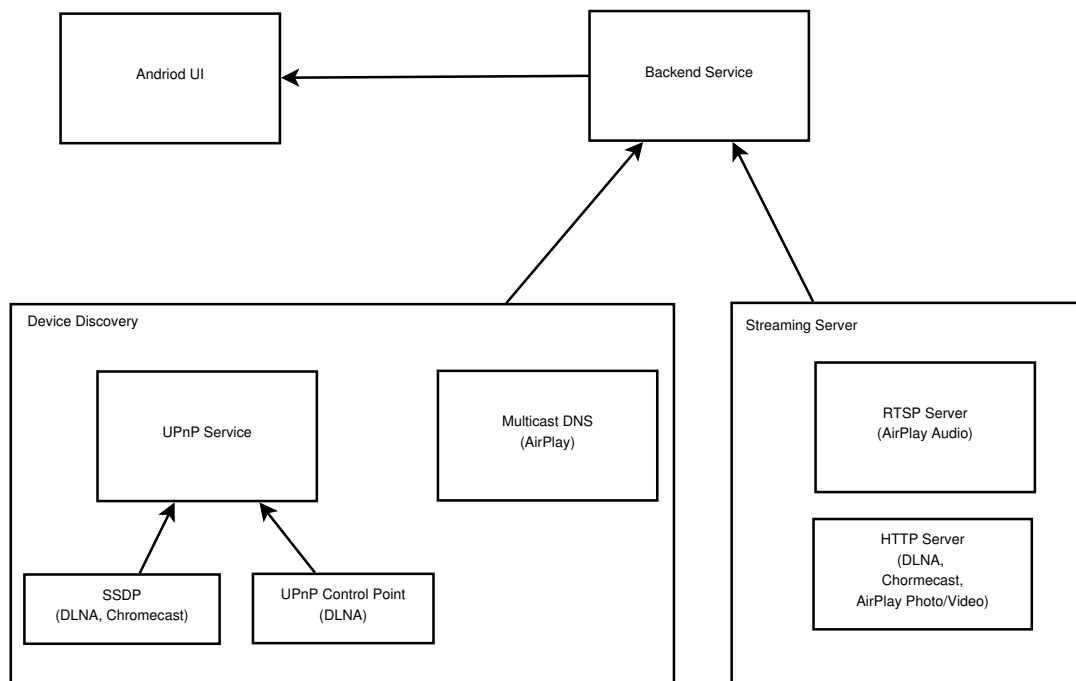 Andriod UI
Backend Service
Device Discovery
Streaming Server
UPnP Service
Multicast DNS
(AirPlay)
RTSP Server
(AirPlay Audio)
SSDP
(DLNA, Chromecast)
UPnP Control Point
(DLNA)
HTTP Server
(DLNA,
Chormecast,
AirPlay Photo/Video)